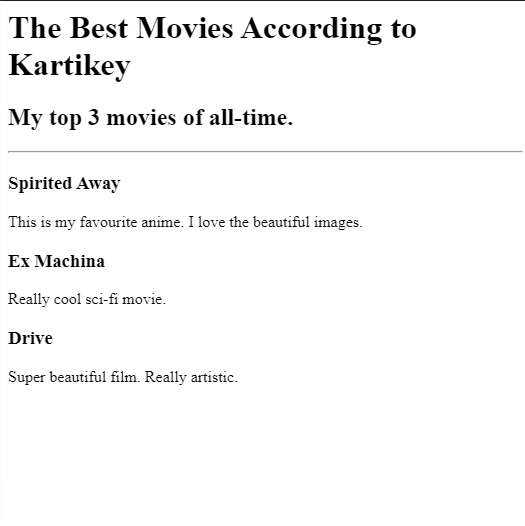 The Best Movies According to
Kartikey
My top 3 movies of all-time.
Spirited Away
This is my favourite anime. I love the beautiful images.
Ex Machina
Really cool sci-fi movie.
Drive
Super beautiful film. Really artistic.